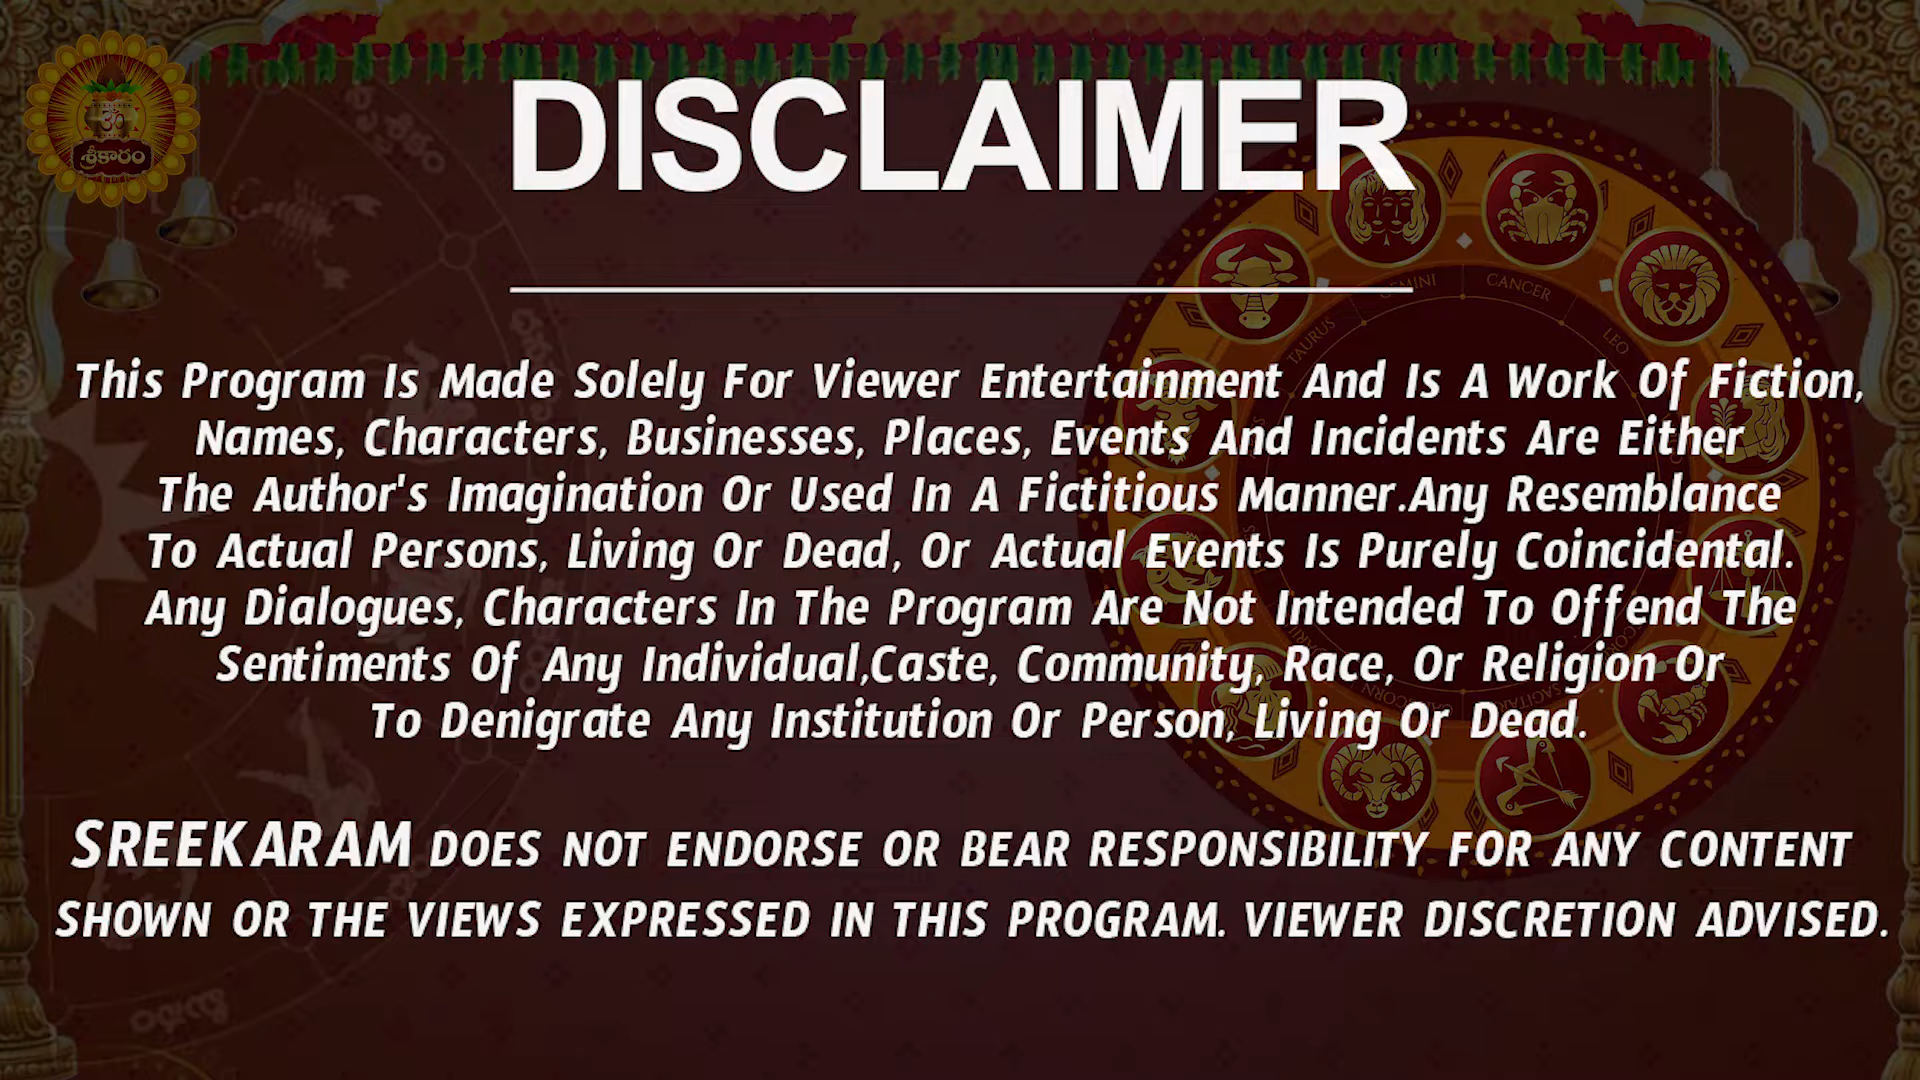 శ్రీకారం
DISCLAIMER
GEMINI
CANCER
TAURUS
LEO
This Program Is Made Solely For Viewer Entertainment And Is A Work Of Fiction,
Names, Characters, Businesses, Places, Events And Incidents Are Either
The Author's Imagination Or Used In A Fictitious Manner.Any Resemblance
To Actual Persons, Living Or Dead, Or Actual Events Is Purely Coincidental.
Any Dialogues, Characters In The Program Are Not Intended To Offend The
Sentiments Of Any Individual,Caste, Community, Race, Or Religion Or
To Denigrate Any Institution Or Person, Living Or Dead.
SREEKARAM DOES NOT ENDORSE OR BEAR RESPONSIBILITY FOR ANY CONTENT
SHOWN OR THE VIEWS EXPRESSED IN THIS PROGRAM. VIEWER DISCRETION ADVISED.